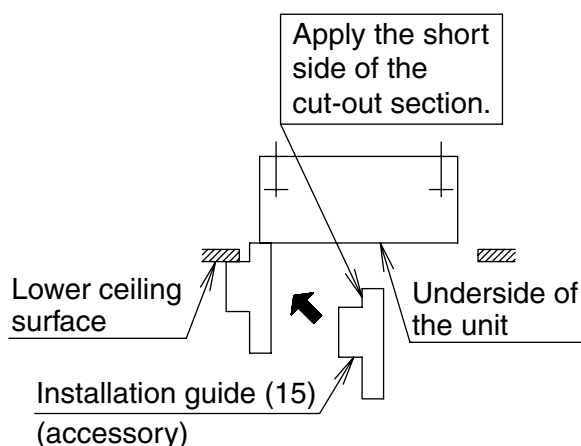 Apply the short
side of the
cut-out section.
Lower ceiling
surface
Underside of
the unit
Installation guide (15)
(accessory)